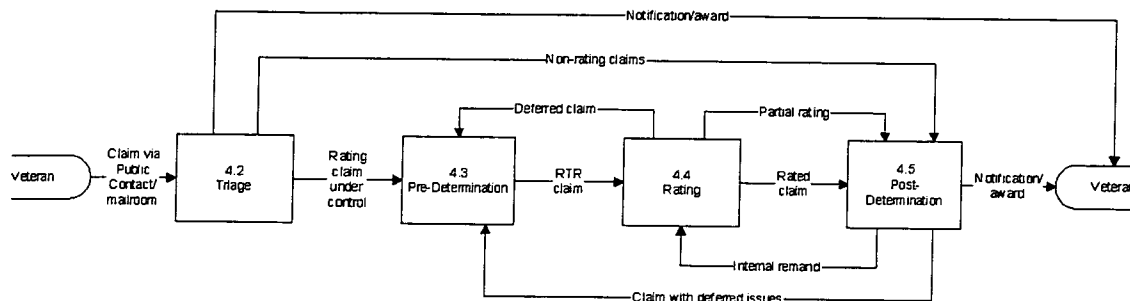 Notification/award
Non-rating claims
Deferred claim
Partial rating
Veteran
Claim via
Public
Contact/
mailroom
4.2
Triage
Rating
claim
under
control
4.3
Pre-Determination
RTR
claim
4.4
Rating
Rated
claim
4.5
Post-
Determination
Notification/
award
Veteran
Internal remand
Claim with deferred issues